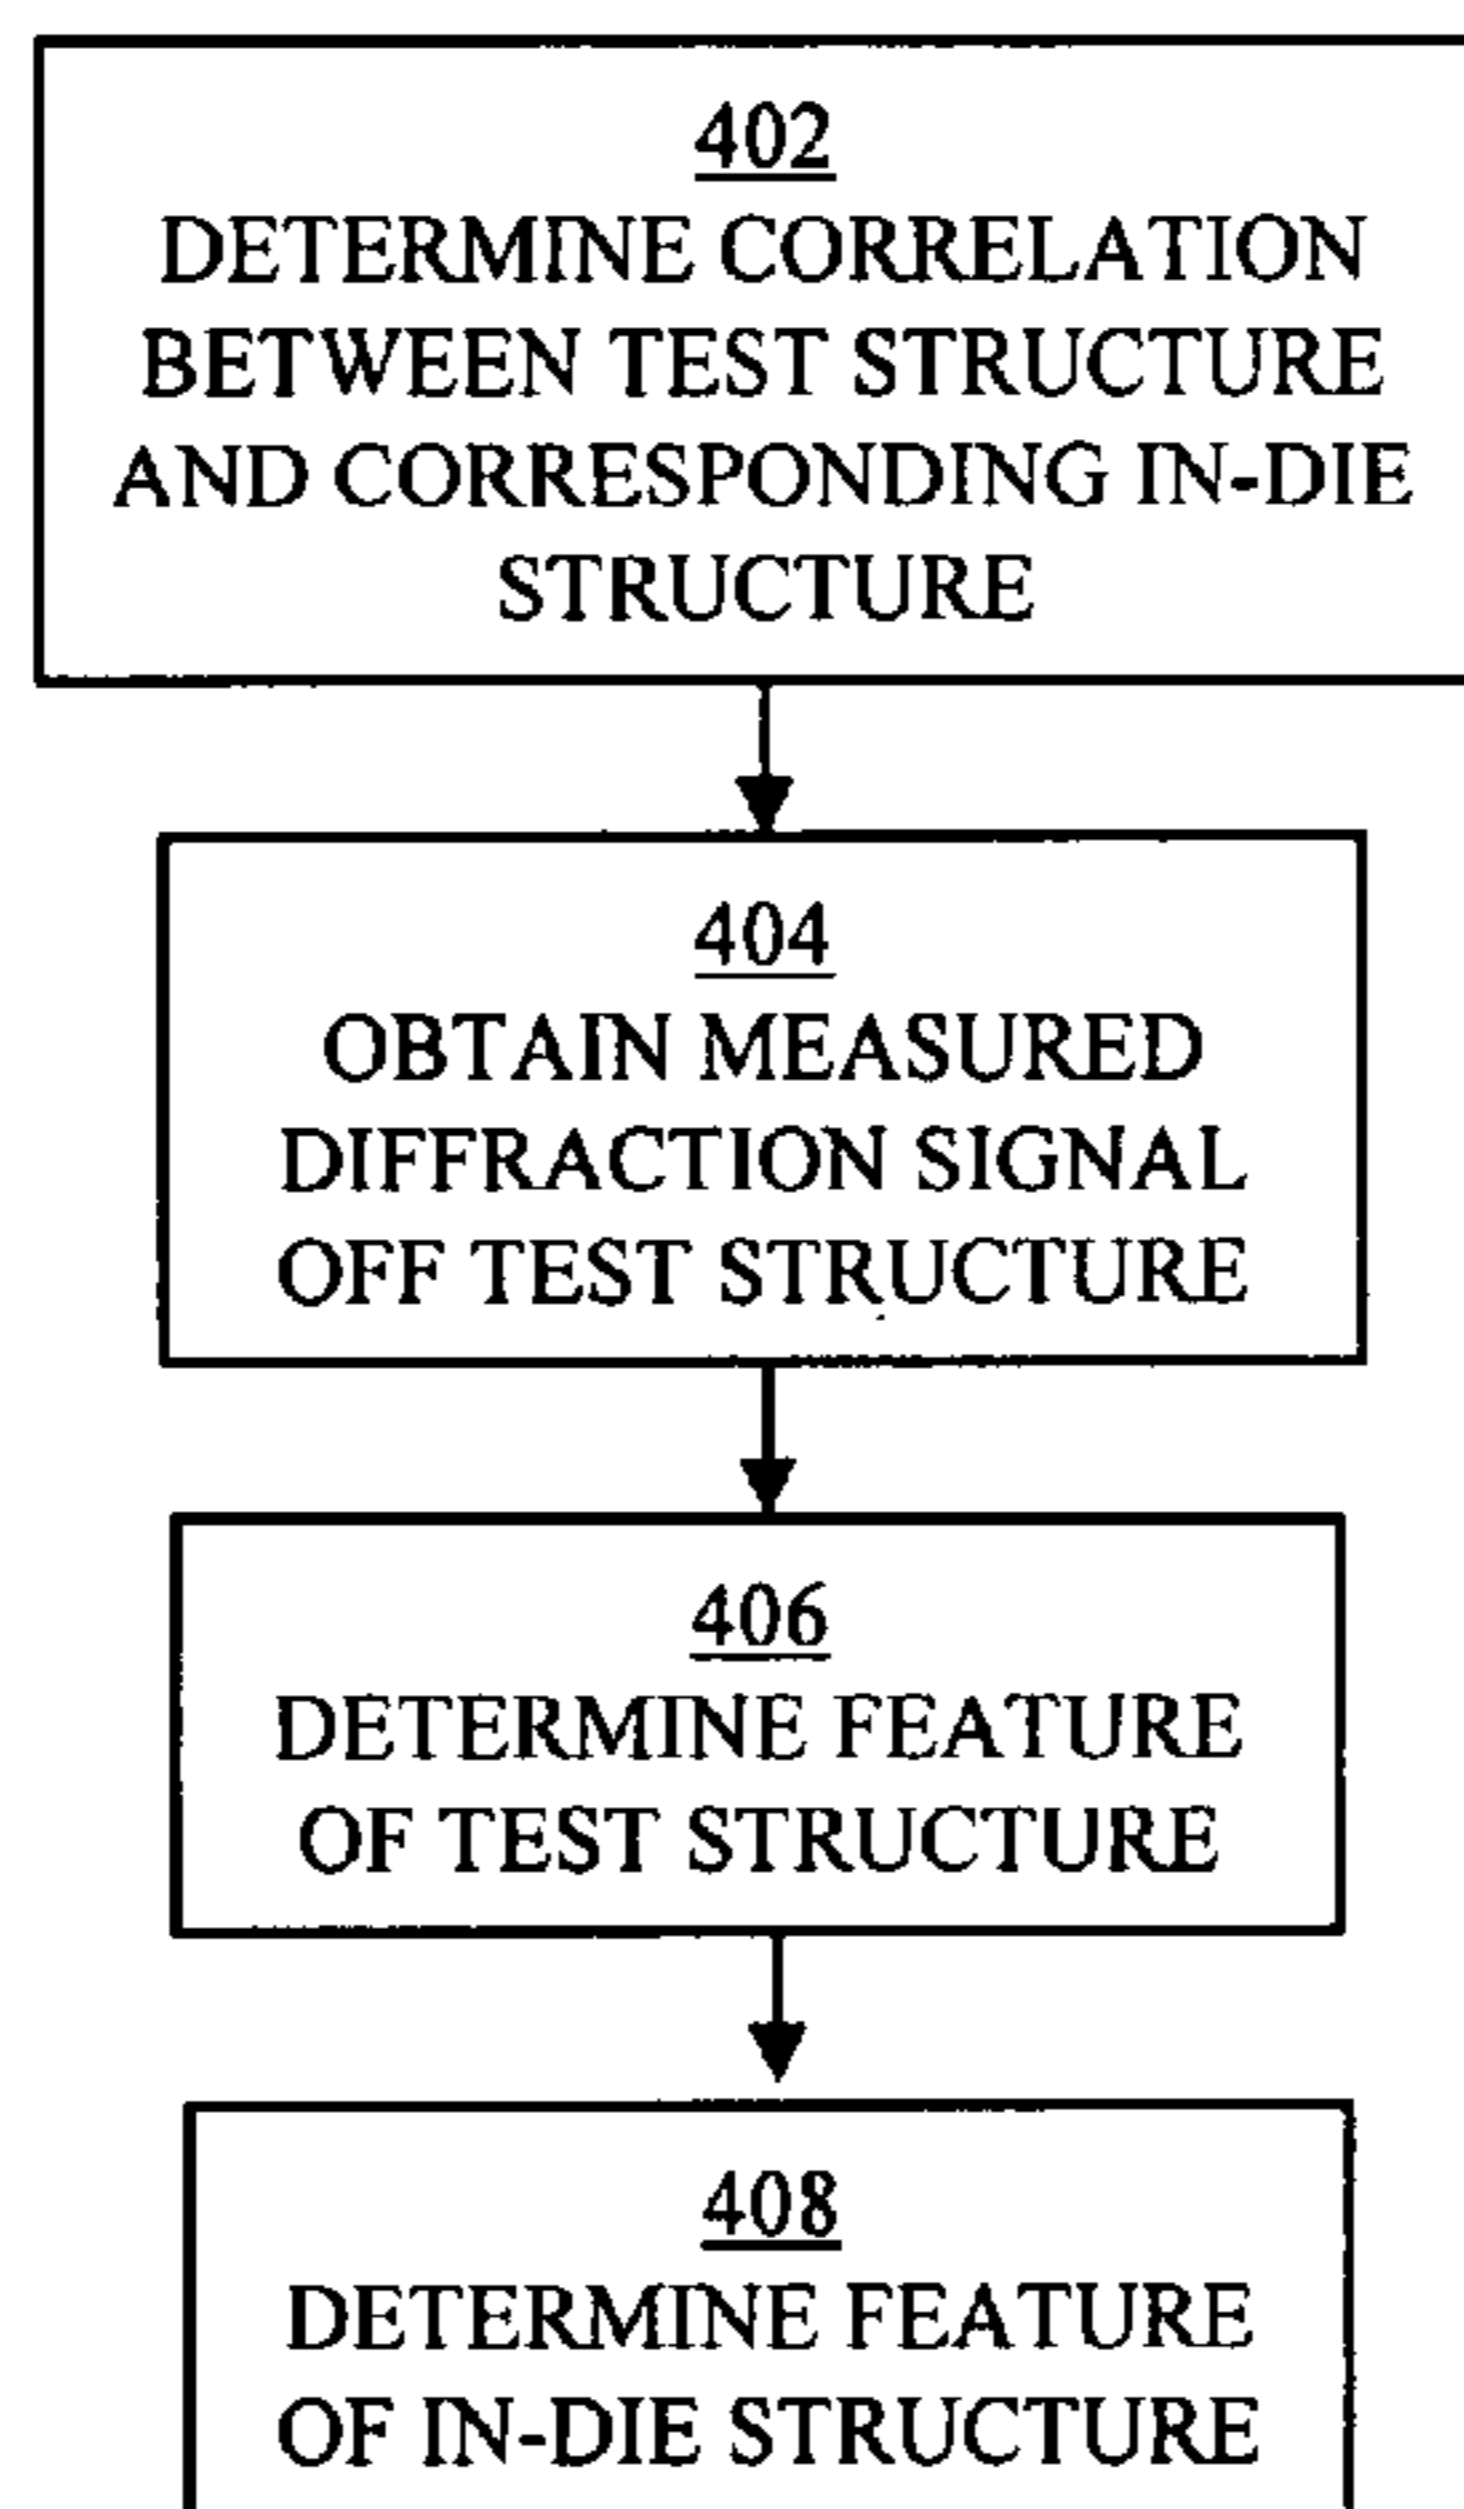 402
DETERMINE CORRELATION
BETWEEN TEST STRUCTURE
AND CORRESPONDING IN-DIE
STRUCTURE
404
OBTAIN MEASURED
DIFFRACTION SIGNAL
OFF TEST STRUCTURE
406
DETERMINE FEATURE
OF TEST STRUCTURE
408
DETERMINE FEATURE
OF IN-DIE STRUCTURE